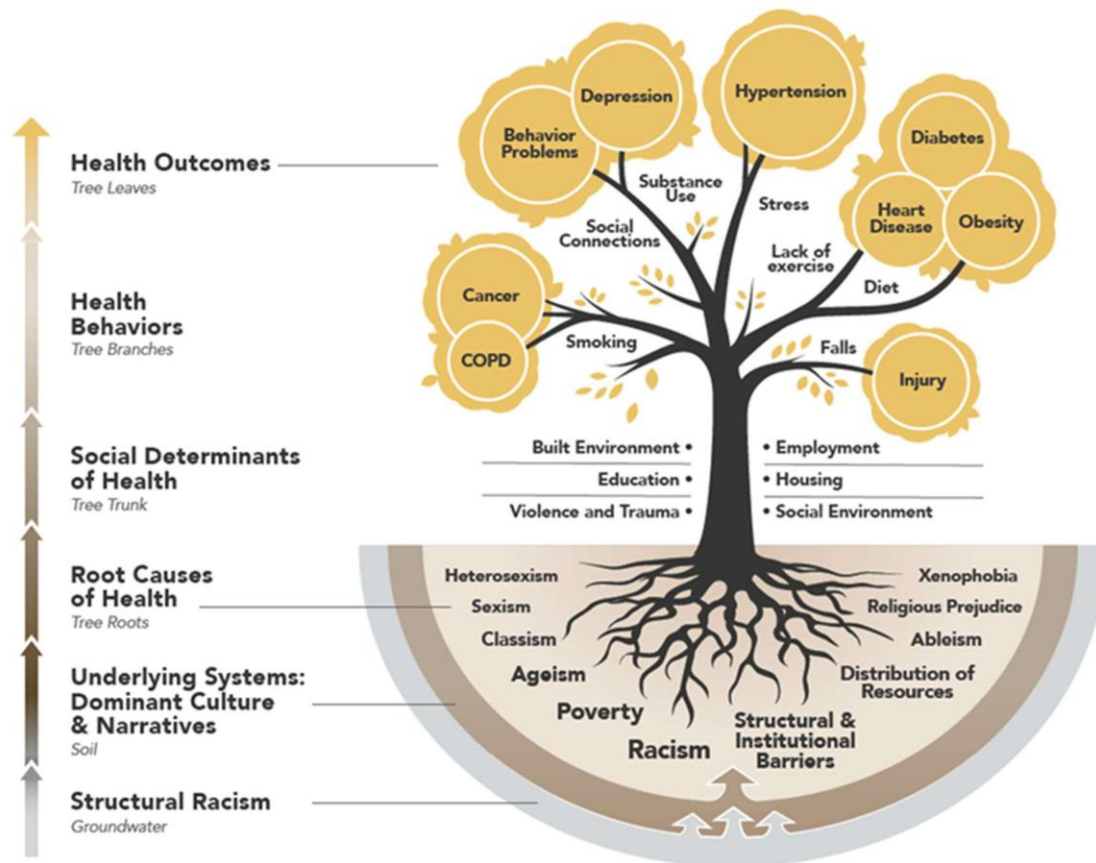 Health Outcomes
Tree Leaves
Health
Behaviors
Tree Branches
Social Determinants
of Health
Tree Trunk
Root Causes
of Health
Tree Roots
Underlying Systems:
Dominant Culture
& Narratives
Soil
Structural Racism
Groundwater
Depression
Behavior
Problems
Hypertension
Diabetes
Heart
Disease
Obesity
Substance
Use
Stress
Social
Connections
Lack of
exercise
Diet
Cancer
COPD
Smoking
Falls
Injury
Built Environment •
• Employment
Education •
• Housing
Violence and Trauma •
• Social Environment
Heterosexism
Sexism
Classism
Ageism
Poverty
Racism
Xenophobia
Religious Prejudice
Ableism
Distribution of
Resources
Structural &
Institutional
Barriers